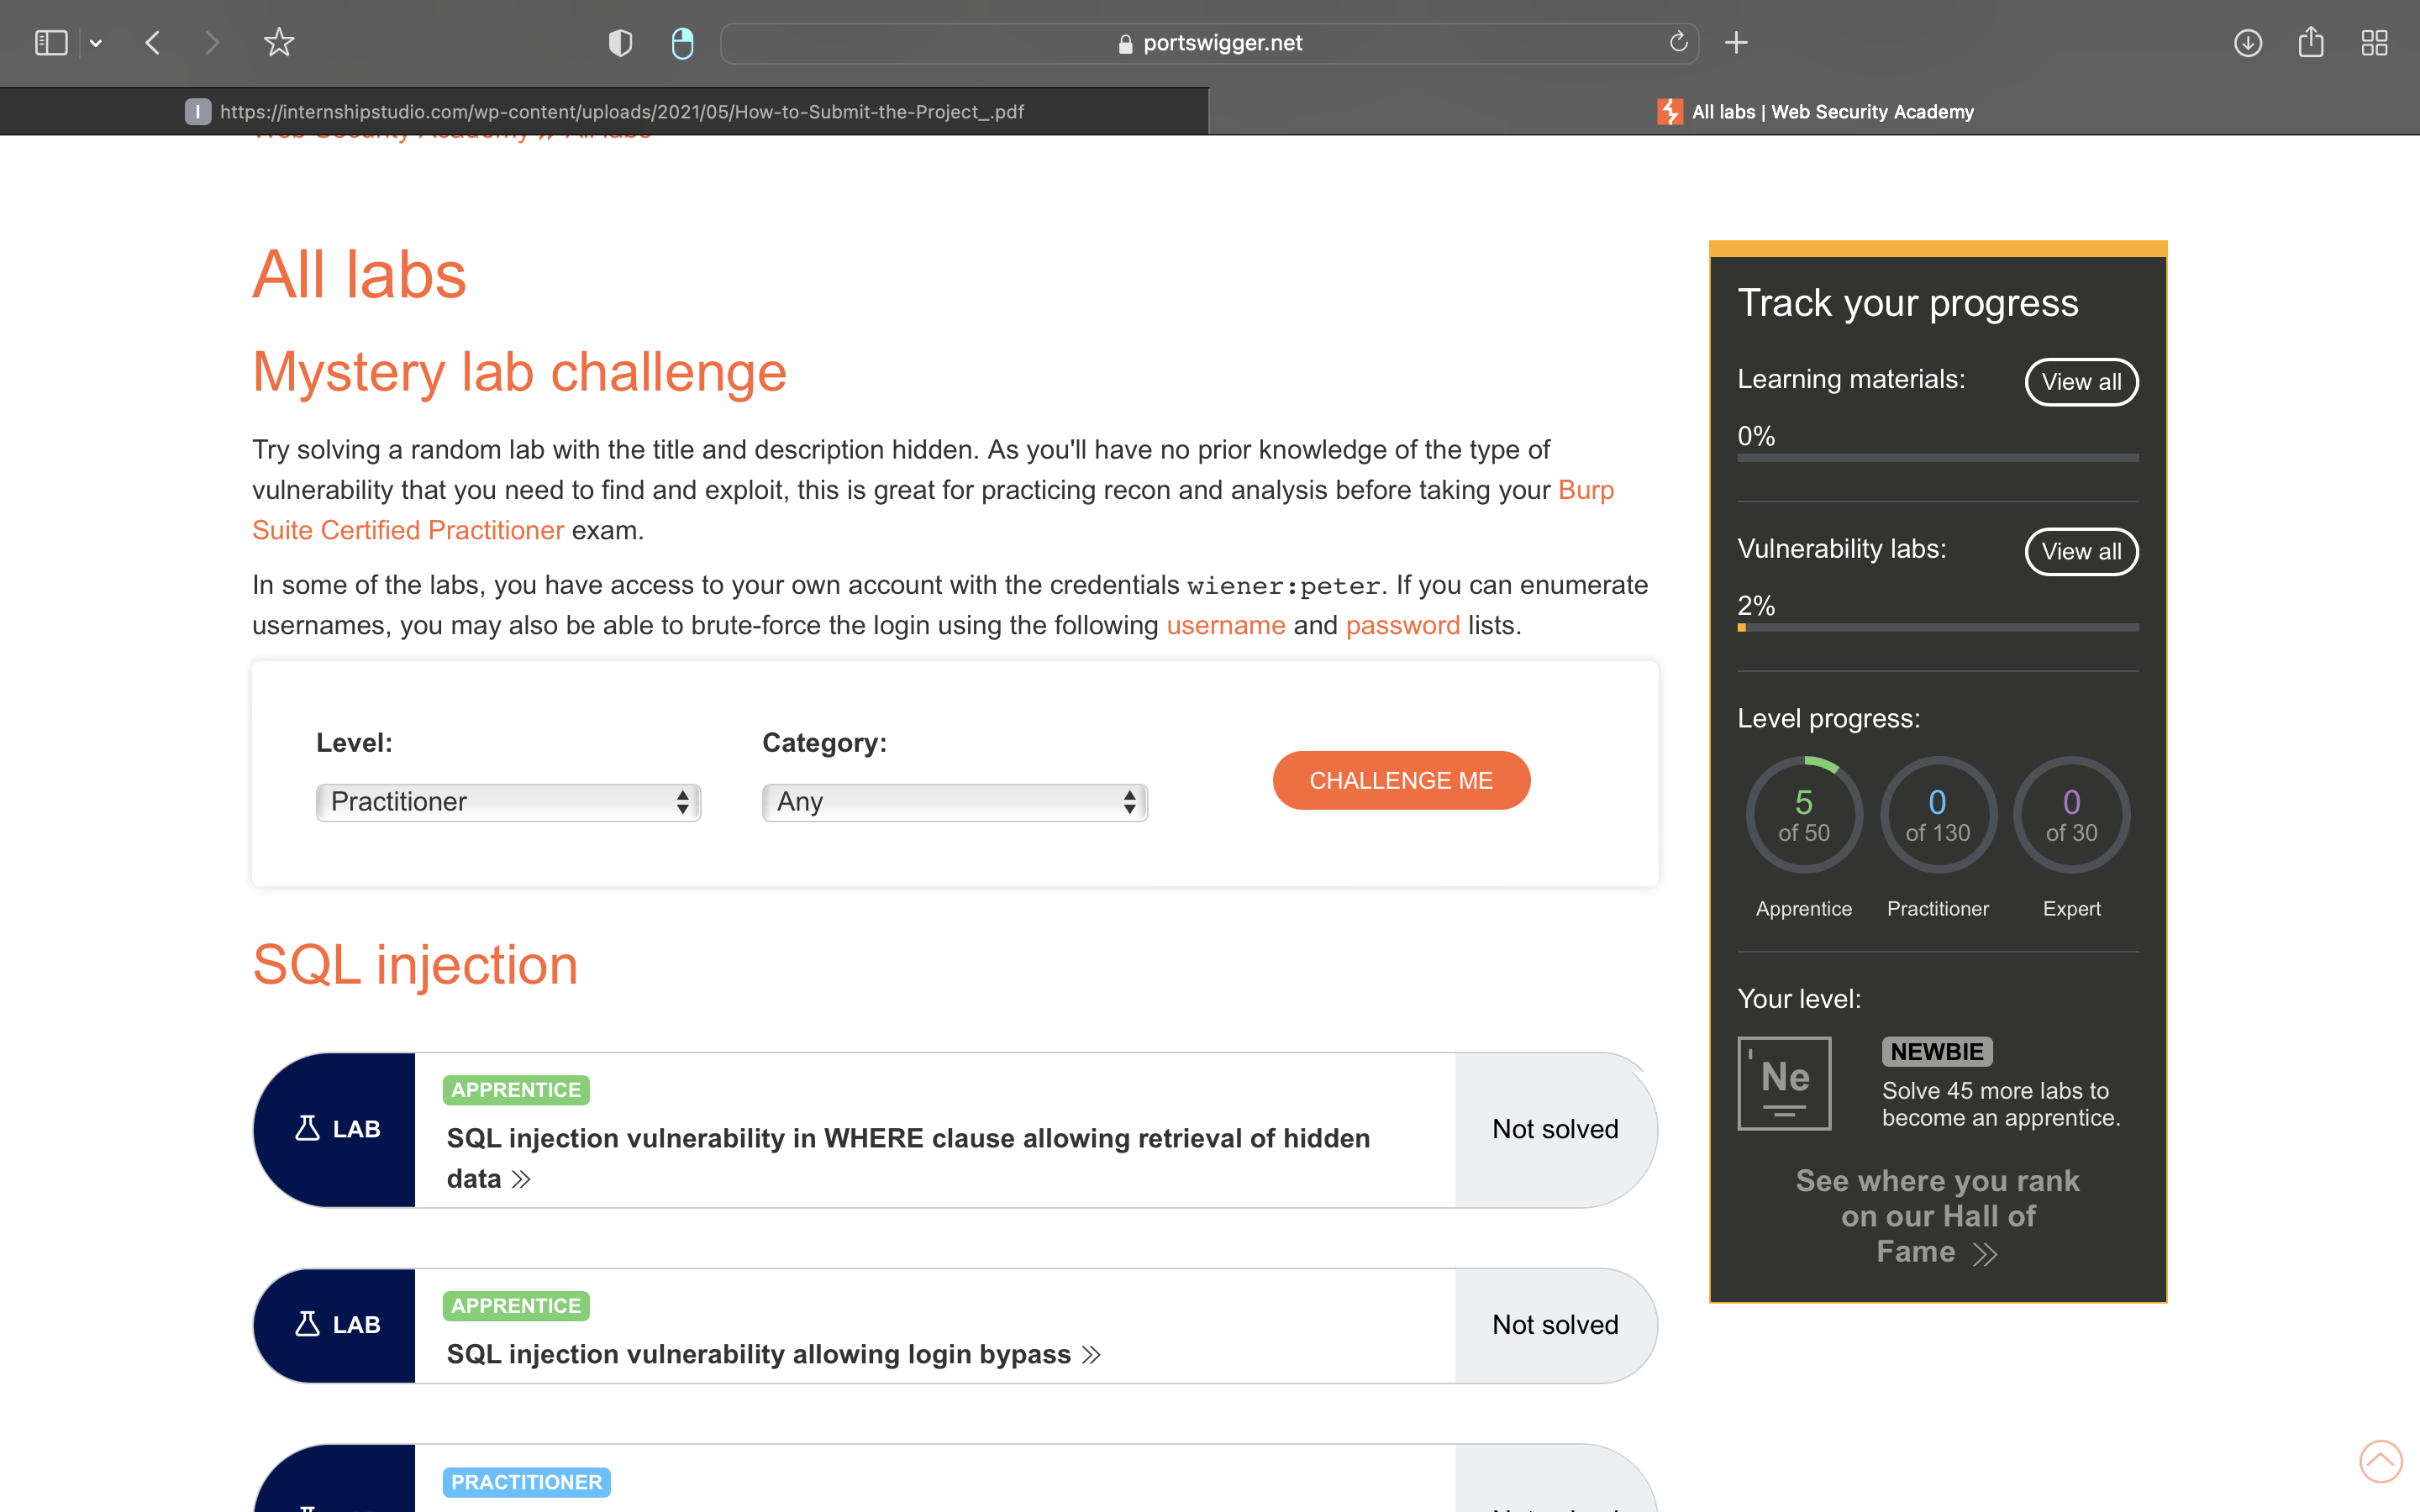 portswigger.net
I https://internshipstudio.com/wp-content/uploads/2021/05/How-to-Submit-the-Project_.pdf
All labs | Web Security Academy
Web Security Academy » All labs
All labs
Mystery lab challenge
Try solving a random lab with the title and description hidden. As you'll have no prior knowledge of the type of
vulnerability that you need to find and exploit, this is great for practicing recon and analysis before taking your Burp
Suite Certified Practitioner exam.
In some of the labs, you have access to your own account with the credentials wiener:peter. If you can enumerate
usernames, you may also be able to brute-force the login using the following username and password lists.
Level:
Practitioner
Category:
Any
CHALLENGE ME
SQL injection
LAB
APPRENTICE
SQL injection vulnerability in WHERE clause allowing retrieval of hidden
data »
Not solved
LAB
APPRENTICE
SQL injection vulnerability allowing login bypass »
Not solved
PRACTITIONER
Track your progress
Learning materials:
View all
0%
Vulnerability labs:
View all
2%
Level progress:
5
of 50
0
of 130
0
of 30
Apprentice
Practitioner
Expert
Your level:
Ne
NEWBIE
Solve 45 more labs to
become an apprentice.
See where you rank
on our Hall of
Fame »